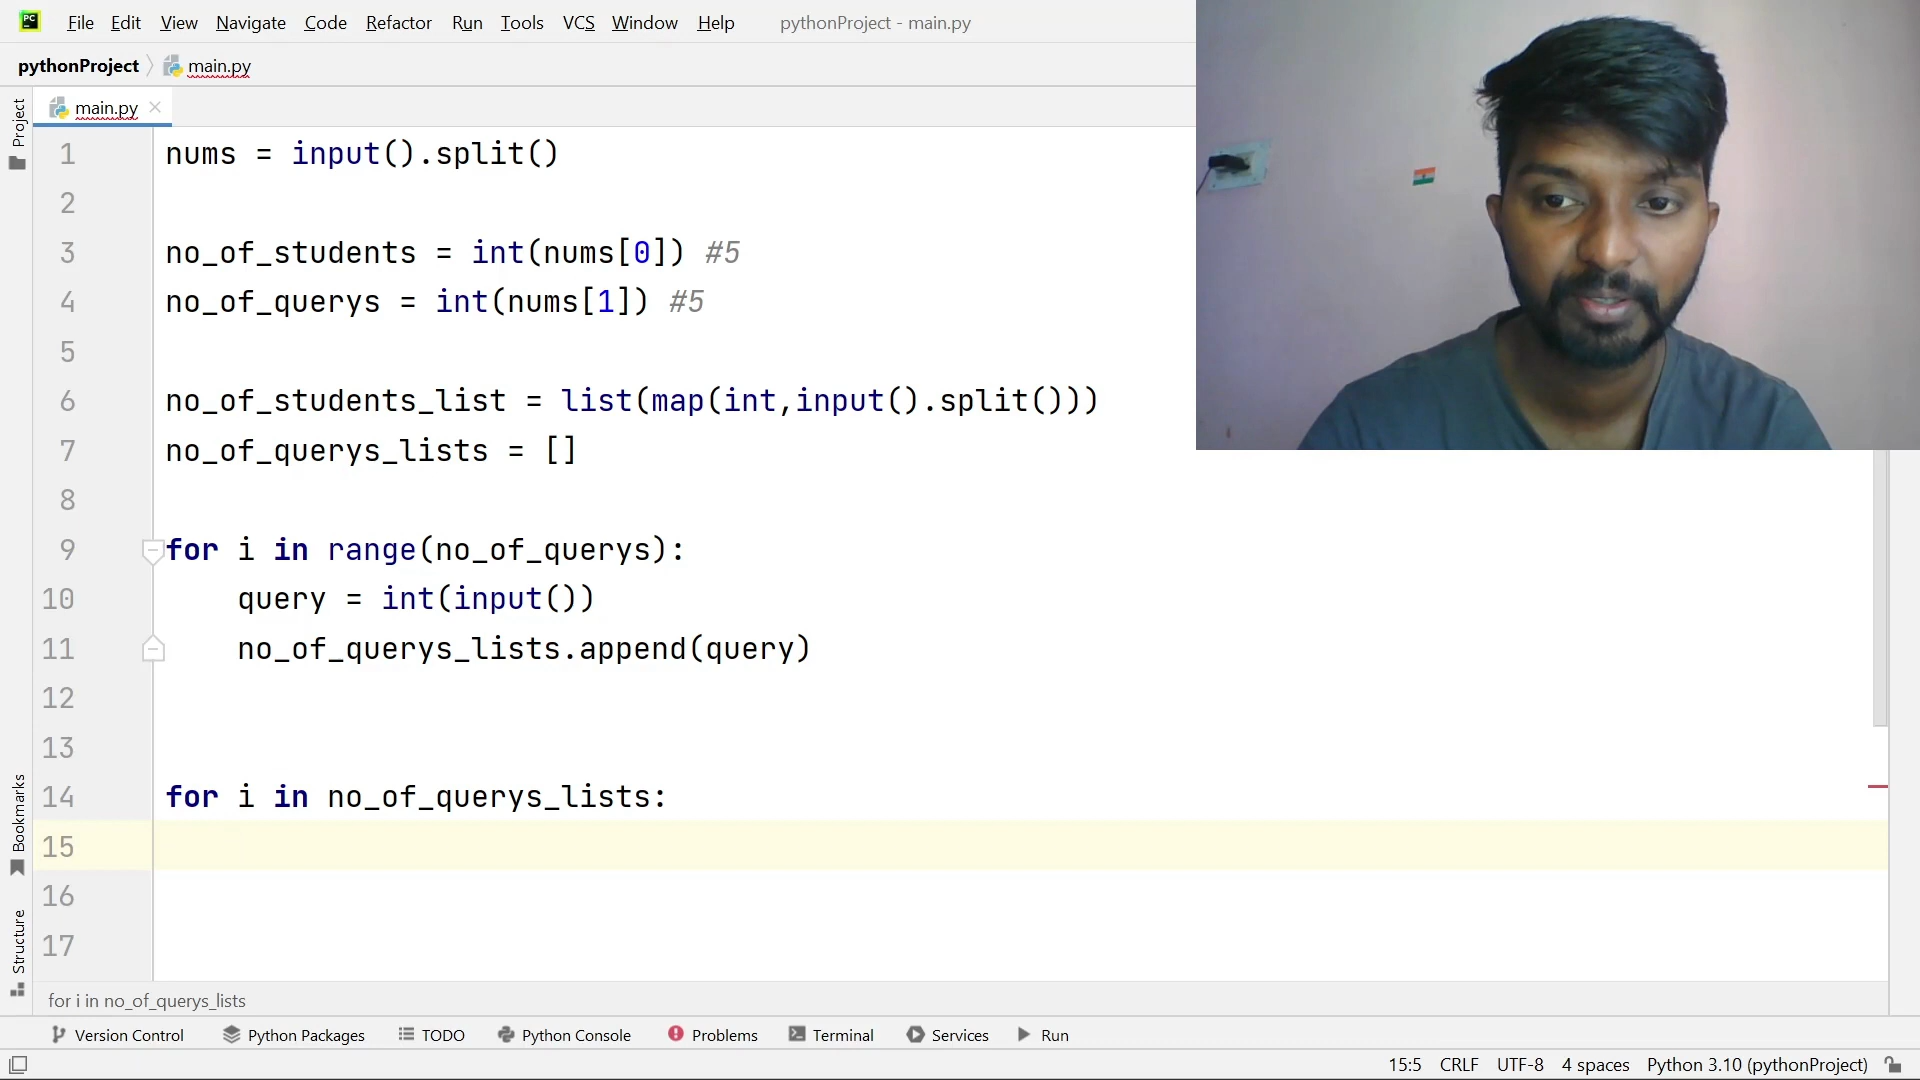 PC File Edit View Navigate Code Refactor Run Tools VCS Window Help pythonProject - main.py
pythonProject main.py
main.py
Project
Bookmarks
Structure
1 nums = input().split()
2
3 no_of_students = int(nums[0]) #5
4 no_of_querys = int(nums[1]) #5
5
6 no_of_students_list = list(map(int,input().split()))
7 no_of_querys_lists = []
8
9 for i in range(no_of_querys):
10 query = int(input())
11 no_of_querys_lists.append(query)
12
13
14 for i in no_of_querys_lists:
15
16
17
for i in no_of_querys_lists
Version Control Python Packages TODO Python Console Problems Terminal Services Run
15:5 CRLF UTF-8 4 spaces Python 3.10 (pythonProject)